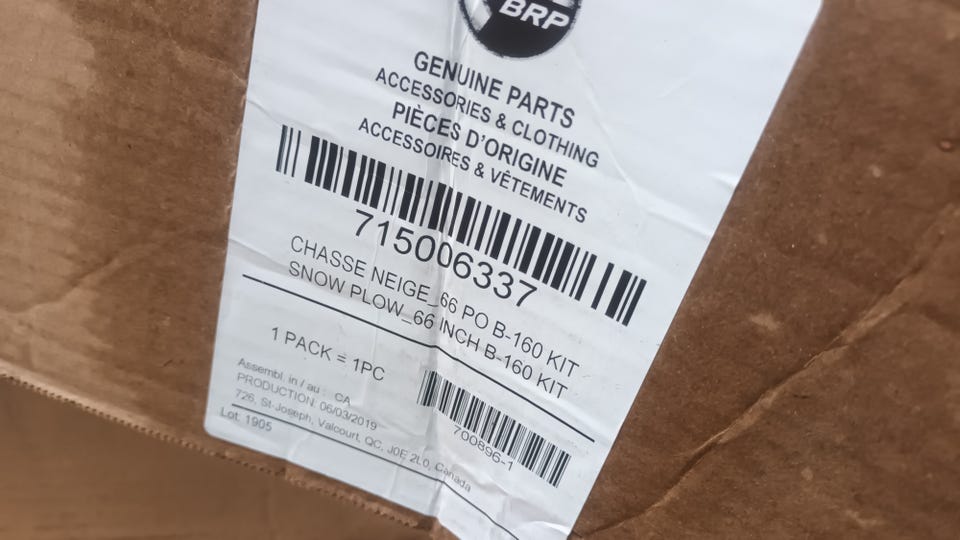 BRP
GENUINE PARTS
ACCESSORIES & CLOTHING
PIÈCES D'ORIGINE
ACCESSOIRES & VÊTEMENTS
715006337
CHASSE NEIGE_66 PO B-160 KIT
SNOW PLOW_66 INCH B-160 KIT
1 PACK = 1PC
700896-1
Assembl. in / au : CA
PRODUCTION 06/03/2019
726, St-Joseph, Valcourt, QC, J0E 2L0, Canada
Lot: 1905